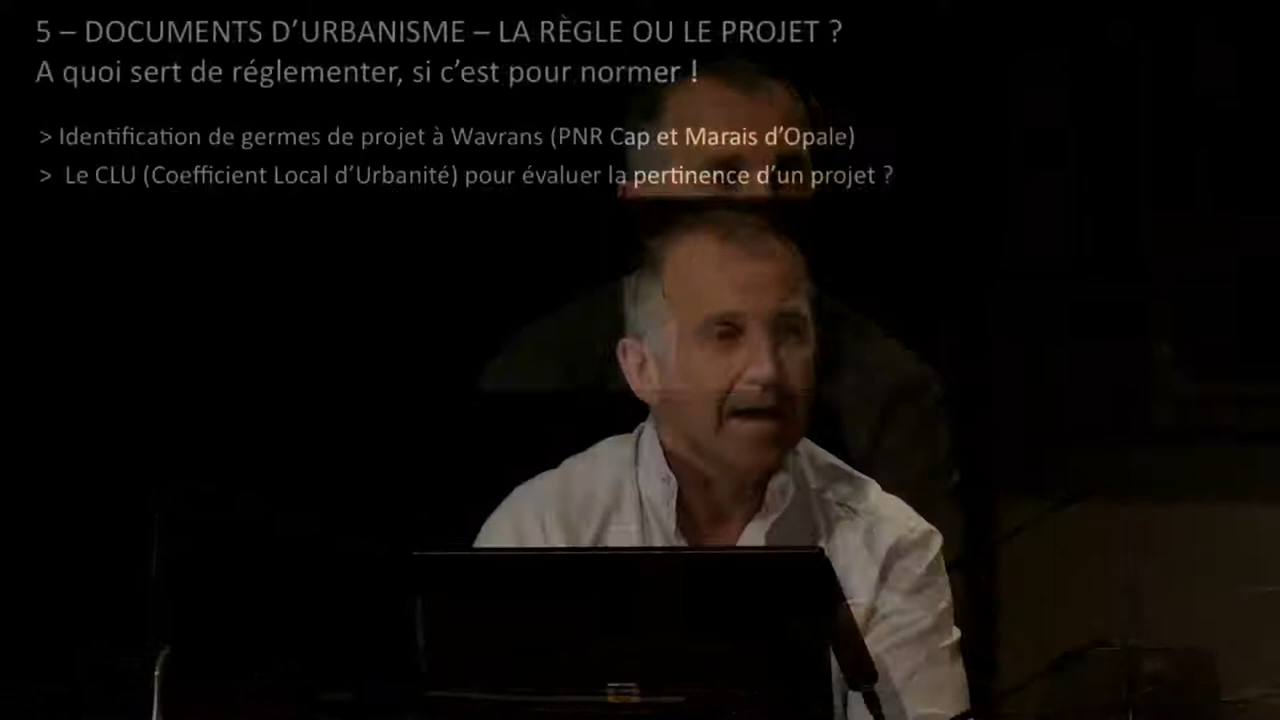 5 – DOCUMENTS D'URBANISME – LA RÈGLE OU LE PROJET ?
A quoi sert de réglementer, si c'est pour normer !
> Identification de germes de projet à Wavrans (PNR Cap et Marais d'Opale)
> Le CLU (Coefficient Local d'Urbanité) pour évaluer la pertinence d'un projet ?